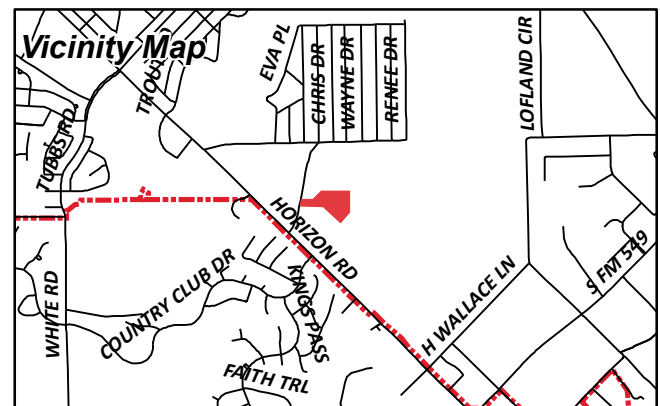 Vicinity Map
TROUT
EVA PL
CHRIS DR
WAYNE DR
RENEE DR
LOFLAND CIR
TUBBS RD
HORIZON RD
S FM 549
WHITE RD
COUNTRY CLUB DR
KINGS PASS
H WALLACE LN
FAITH TRL